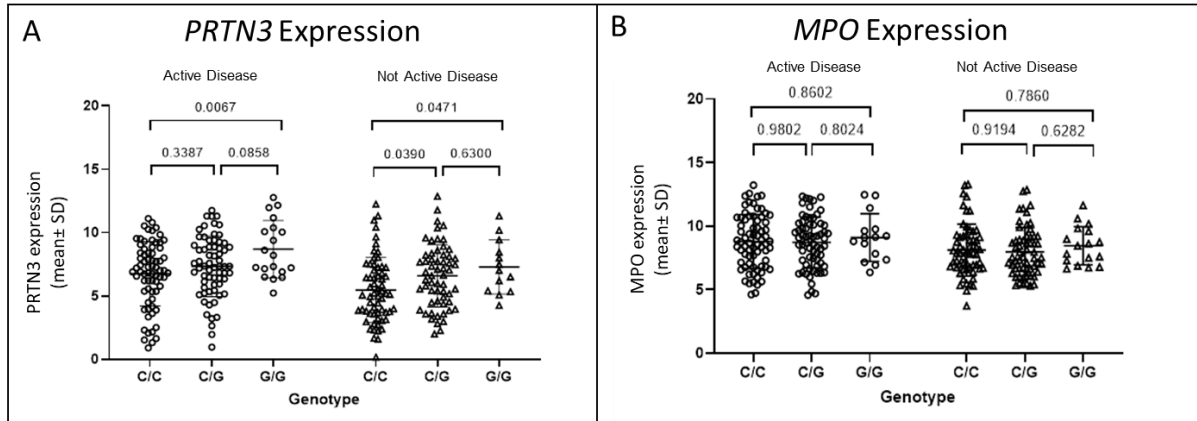 A
PRTN3 Expression
Active Disease
Not Active Disease
0.0067
0.0471
0.3387
0.0858
0.0390
0.6300
20
15
10
5
0
PRTN3 expression
(mean± SD)
C/C
C/G
G/G
C/C
C/G
G/G
Genotype
B
MPO Expression
Active Disease
Not Active Disease
0.8602
0.7860
0.9802
0.8024
0.9194
0.6282
20
15
10
5
0
MPO expression
(mean± SD)
C/C
C/G
G/G
C/C
C/G
G/G
Genotype